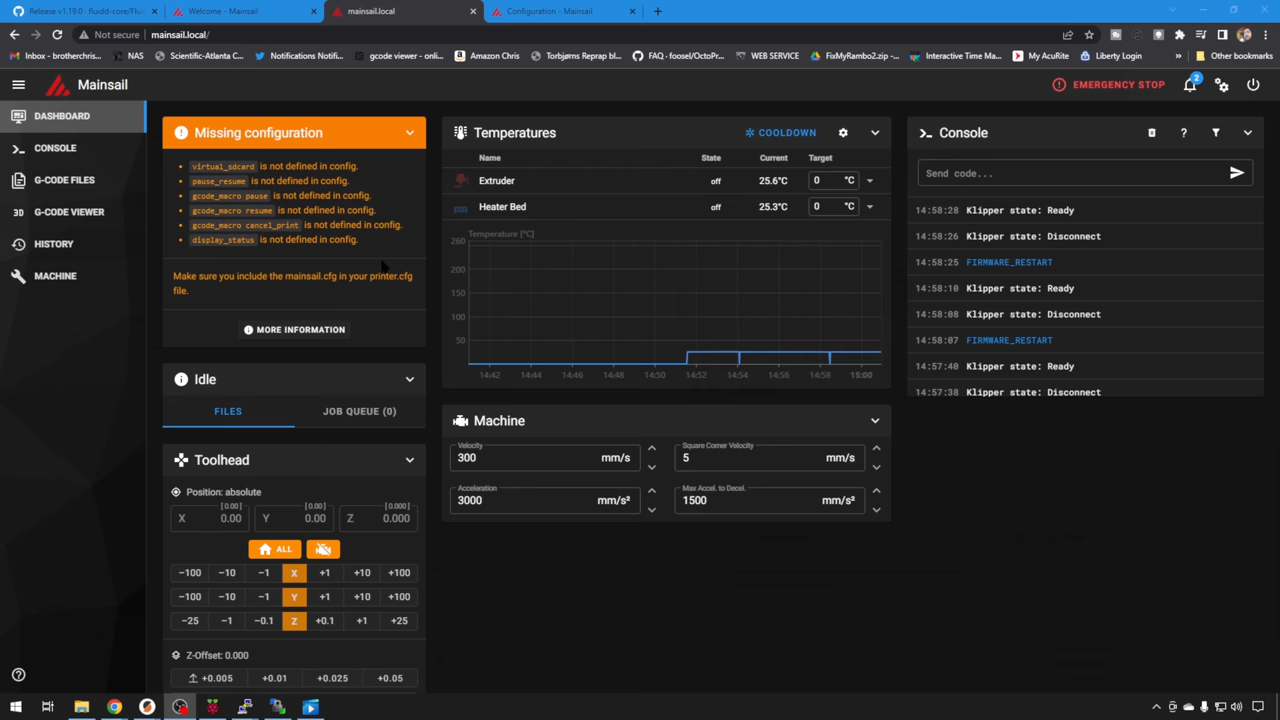 Release v1.19.0 · fluidd-core/Flui
Welcome - Mainsail
mainsail.local
Configuration - Mainsail
Not secure
mainsail.local/
Inbox - brotherchris...
NAS
Scientific-Atlanta C...
Notifications Notifi...
gcode viewer - onlin...
Amazon Chris
Torbjørns Reprap bl...
FAQ · foosel/OctoPr...
WEB SERVICE
FixMyRambo2.zip -...
Interactive Time Ma...
My AcuRite
Liberty Login
Other bookmarks
Mainsail
EMERGENCY STOP
2
DASHBOARD
CONSOLE
G-CODE FILES
3D
G-CODE VIEWER
HISTORY
MACHINE
Missing configuration
virtual_sdcard is not defined in config.
pause_resume is not defined in config.
gcode_macro pause is not defined in config.
gcode_macro resume is not defined in config.
gcode_macro cancel_print is not defined in config.
display_status is not defined in config.
Make sure you include the mainsail.cfg in your printer.cfg
file.
MORE INFORMATION
Idle
FILES
JOB QUEUE (0)
Toolhead
Position: absolute
[0.00]
[0.00]
[0.000]
X 0.00
Y 0.00
Z 0.000
ALL
−100 −10 −1 X +1 +10 +100
−100 −10 −1 Y +1 +10 +100
−25 −1 −0.1 Z +0.1 +1 +25
Z-Offset: 0.000
+0.005 +0.01 +0.025 +0.05
Temperatures
COOLDOWN
Name State Current Target
Extruder off 25.6°C 0 °C
Heater Bed off 25.3°C 0 °C
Temperature [°C]
260
200
150
100
50
14:42 14:44 14:46 14:48 14:50 14:52 14:54 14:56 14:58 15:00
Machine
Velocity
300 mm/s
Square Corner Velocity
5 mm/s
Acceleration
3000 mm/s²
Max Accel. to Decel.
1500 mm/s²
Console
Send code...
14:58:28 Klipper state: Ready
14:58:26 Klipper state: Disconnect
14:58:25 FIRMWARE_RESTART
14:58:10 Klipper state: Ready
14:58:08 Klipper state: Disconnect
14:58:07 FIRMWARE_RESTART
14:57:40 Klipper state: Ready
14:57:38 Klipper state: Disconnect